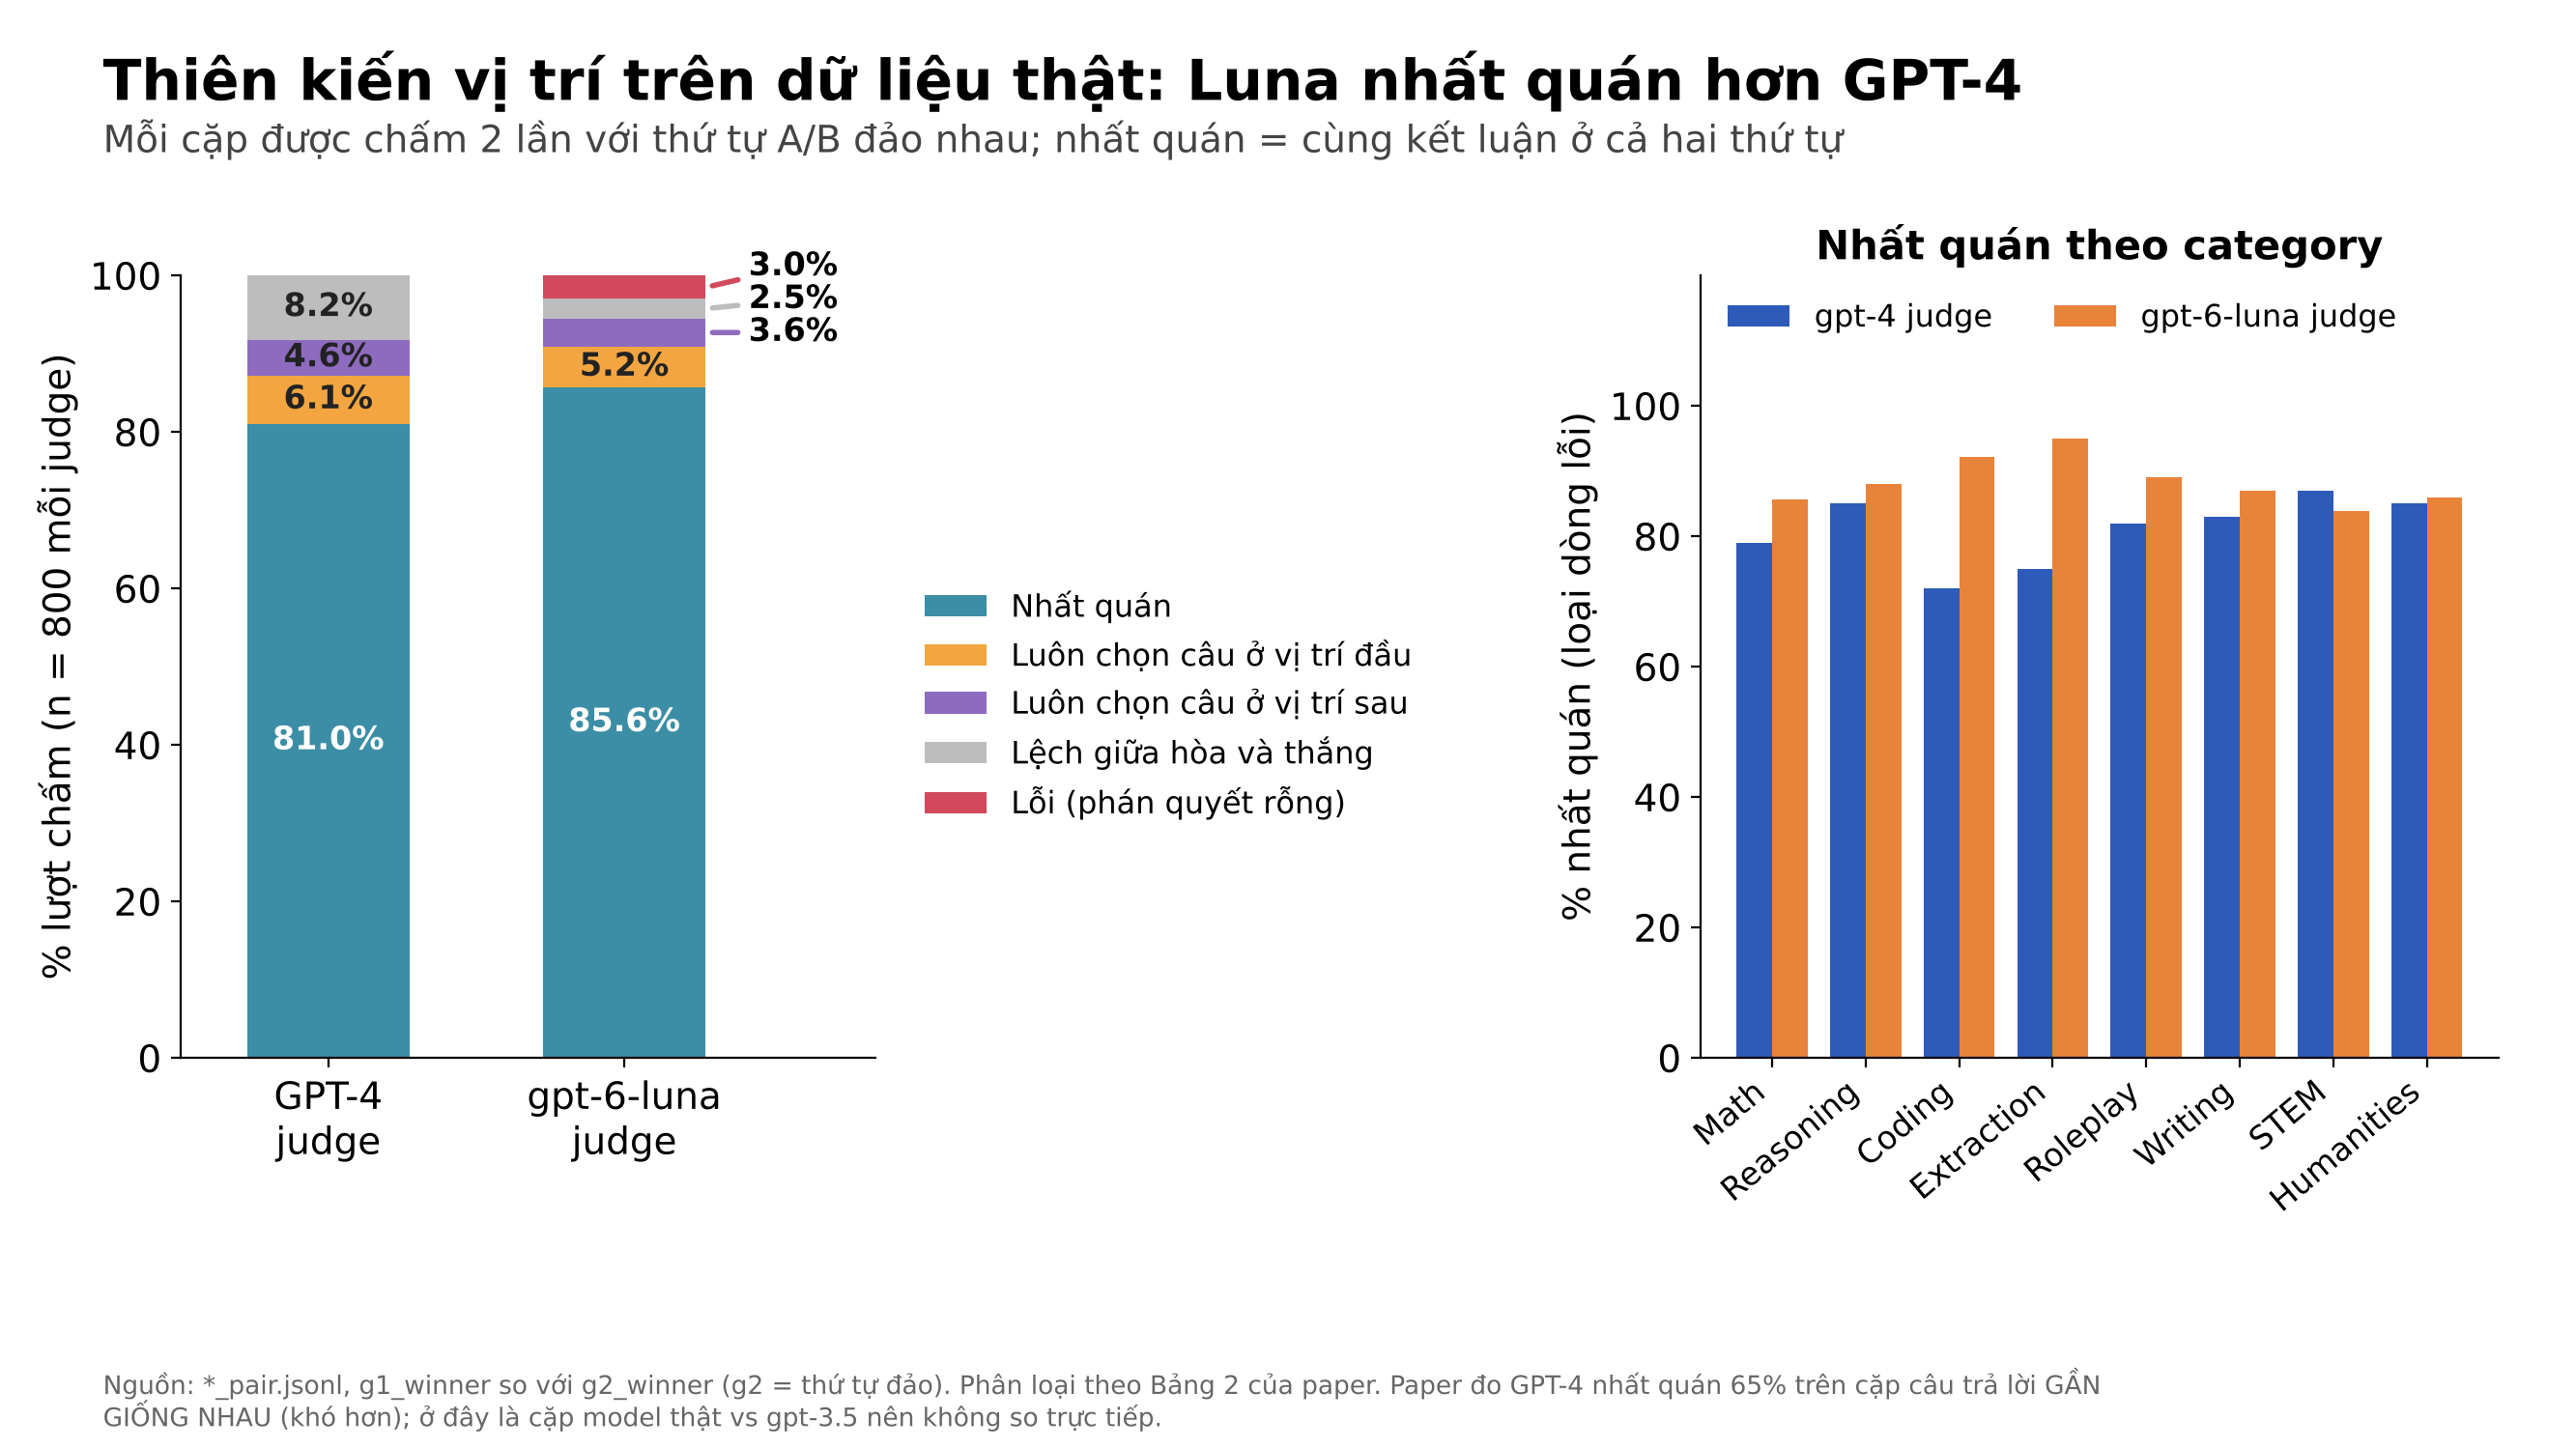 Thiên kiến vị trí trên dữ liệu thật: Luna nhất quán hơn GPT-4
Mỗi cặp được chấm 2 lần với thứ tự A/B đảo nhau; nhất quán = cùng kết luận ở cả hai thứ tự
% lượt chấm (n = 800 mỗi judge)
100
80
60
40
20
0
8.2%
4.6%
6.1%
81.0%
3.0%
2.5%
3.6%
5.2%
85.6%
GPT-4
judge
gpt-6-luna
judge
Nhất quán
Luôn chọn câu ở vị trí đầu
Luôn chọn câu ở vị trí sau
Lệch giữa hòa và thắng
Lỗi (phán quyết rỗng)
Nhất quán theo category
gpt-4 judge
gpt-6-luna judge
% nhất quán (loại dòng lỗi)
100
80
60
40
20
0
Math
Reasoning
Coding
Extraction
Roleplay
Writing
STEM
Humanities
Nguồn: *_pair.jsonl, g1_winner so với g2_winner (g2 = thứ tự đảo). Phân loại theo Bảng 2 của paper. Paper đo GPT-4 nhất quán 65% trên cặp câu trả lời GẦN
GIỐNG NHAU (khó hơn); ở đây là cặp model thật vs gpt-3.5 nên không so trực tiếp.